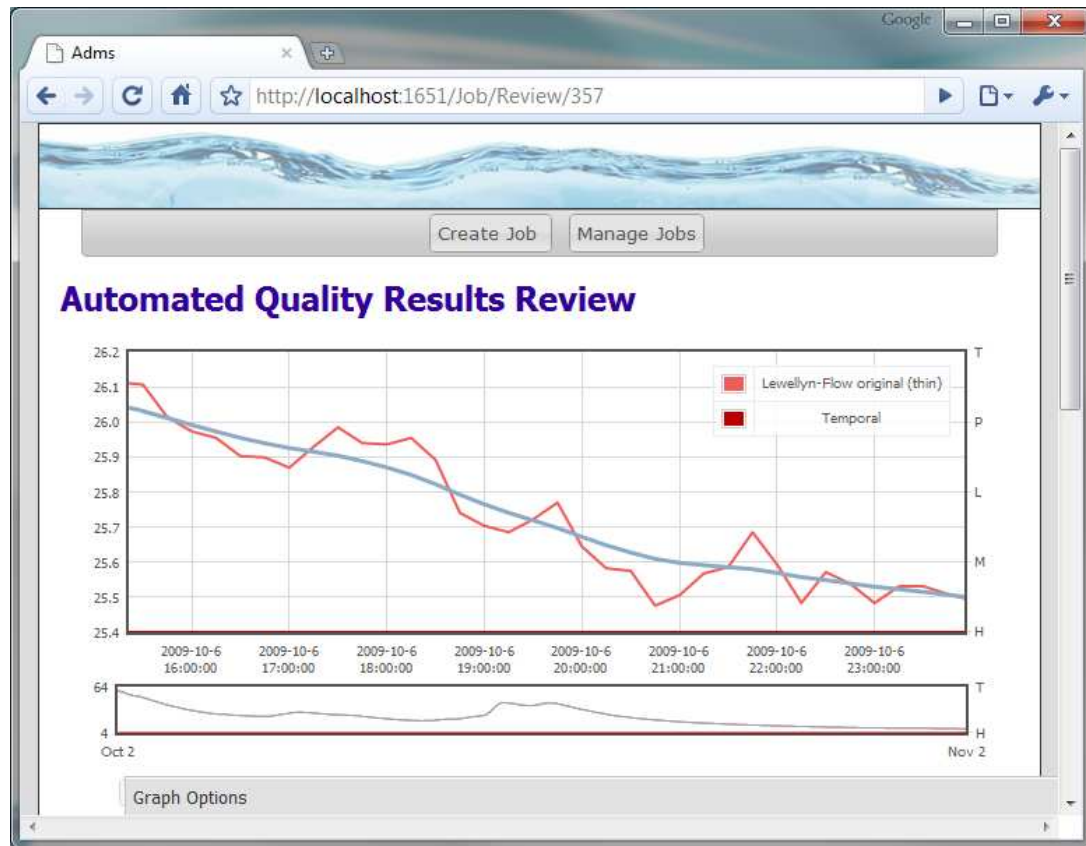 Google
Adms
http://localhost:1651/Job/Review/357
Create Job
Manage Jobs
Automated Quality Results Review
26.2
26.1
26.0
25.9
25.8
25.7
25.6
25.5
25.4
T
P
L
M
H
Lewellyn-Flow original (thin)
Temporal
2009-10-6 16:00:00
2009-10-6 17:00:00
2009-10-6 18:00:00
2009-10-6 19:00:00
2009-10-6 20:00:00
2009-10-6 21:00:00
2009-10-6 22:00:00
2009-10-6 23:00:00
64
4
T
H
Oct 2
Nov 2
Graph Options